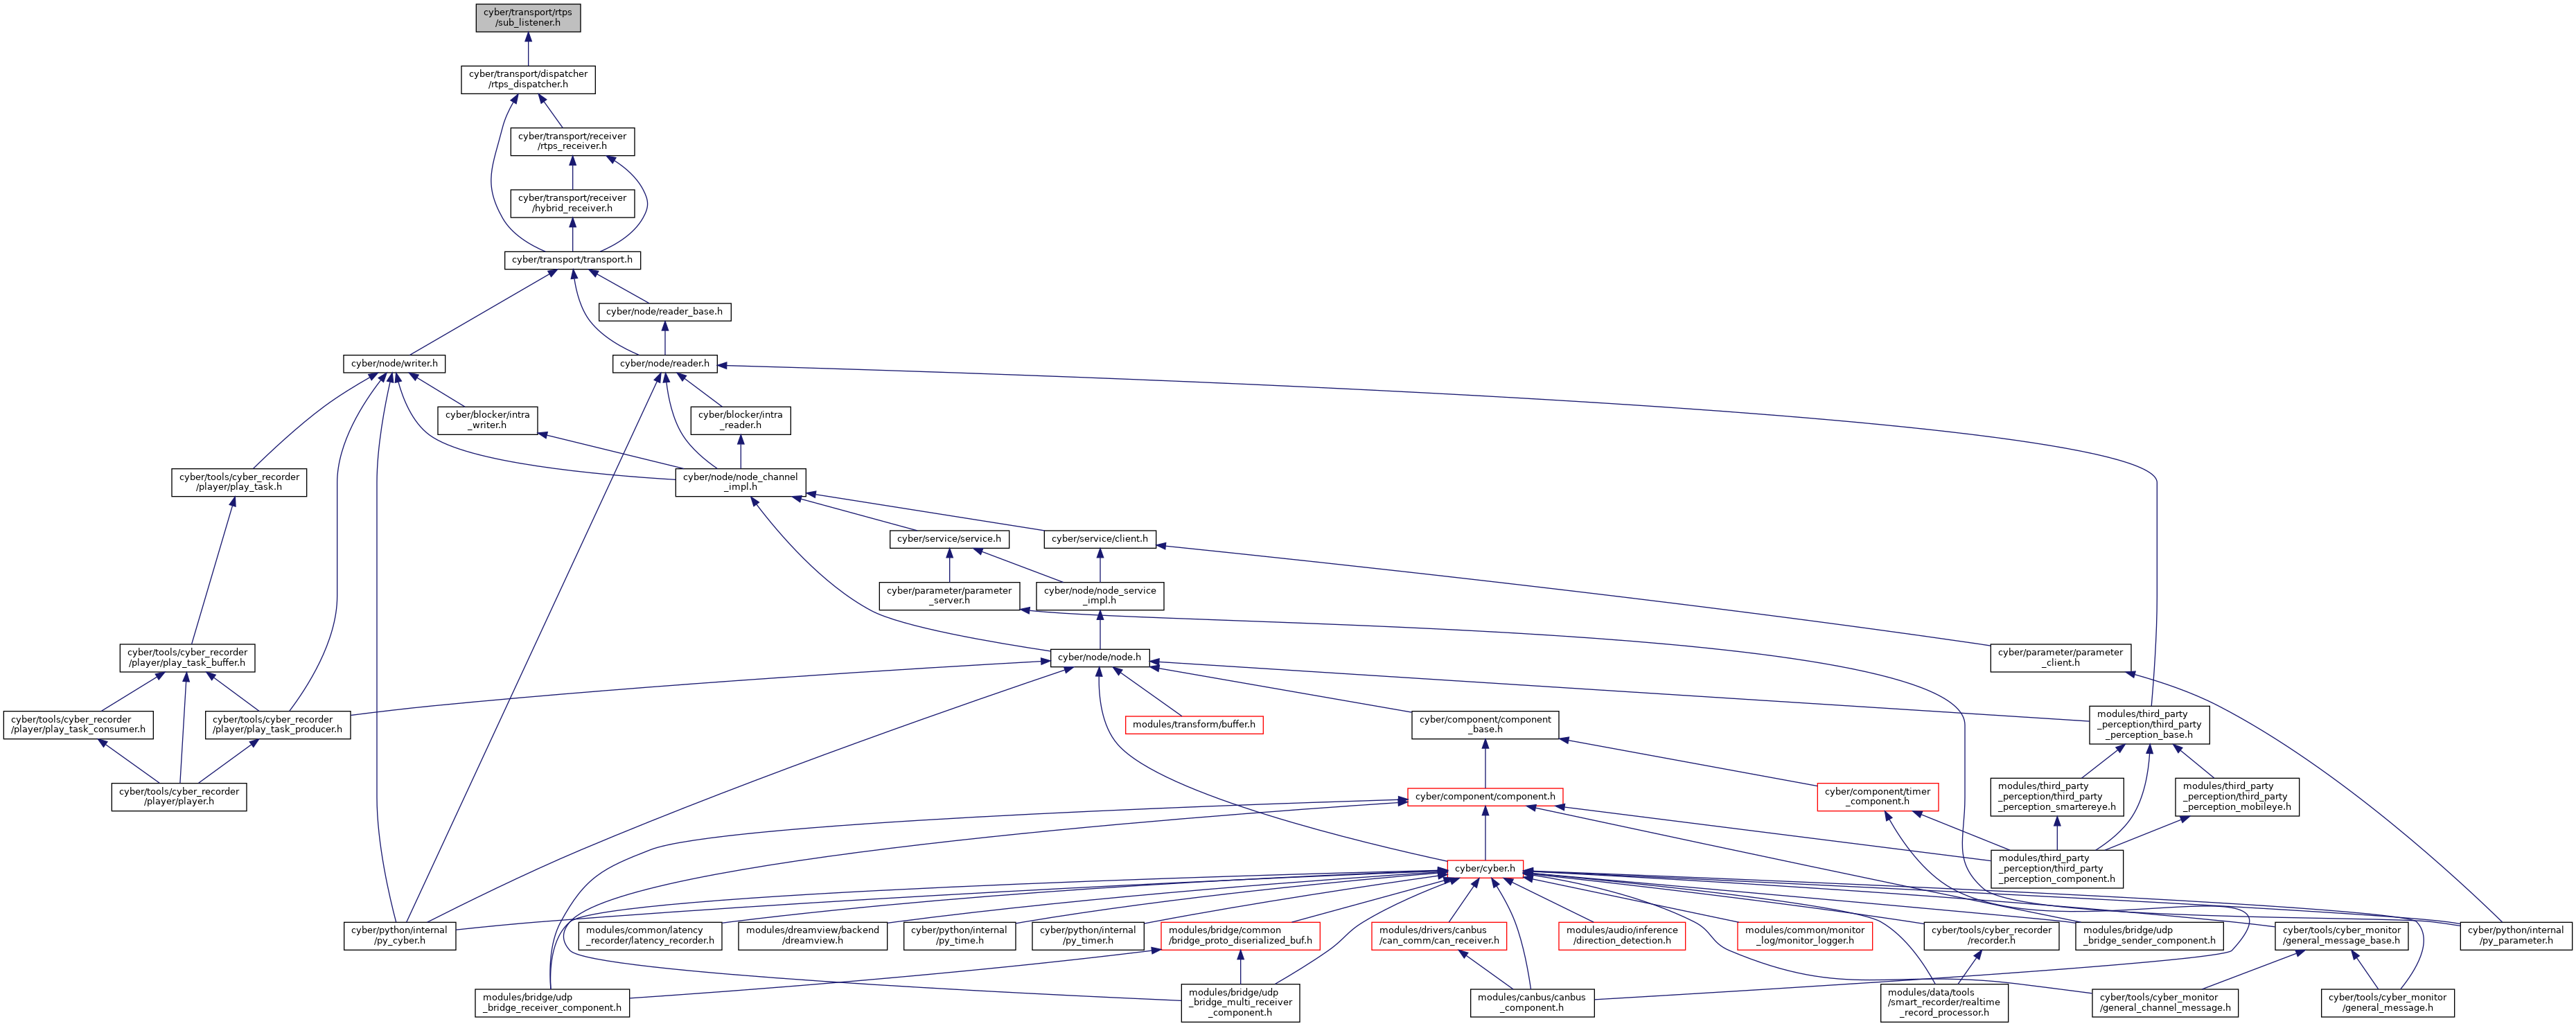 cyber/transport/rtps
/sub_listener.h
cyber/transport/dispatcher
/rtps_dispatcher.h
cyber/transport/receiver
/rtps_receiver.h
cyber/transport/receiver
/hybrid_receiver.h
cyber/transport/transport.h
cyber/node/reader_base.h
cyber/node/writer.h
cyber/node/reader.h
cyber/blocker/intra
_writer.h
cyber/blocker/intra
_reader.h
cyber/tools/cyber_recorder
/player/play_task.h
cyber/node/node_channel
_impl.h
cyber/service/service.h
cyber/service/client.h
cyber/parameter/parameter
_server.h
cyber/node/node_service
_impl.h
cyber/tools/cyber_recorder
/player/play_task_buffer.h
cyber/node/node.h
cyber/parameter/parameter
_client.h
cyber/tools/cyber_recorder
/player/play_task_consumer.h
cyber/tools/cyber_recorder
/player/play_task_producer.h
modules/transform/buffer.h
cyber/component/component
_base.h
modules/third_party
_perception/third_party
_perception_base.h
cyber/tools/cyber_recorder
/player/player.h
cyber/component/component.h
cyber/component/timer
_component.h
modules/third_party
_perception/third_party
_perception_smartereye.h
modules/third_party
_perception/third_party
_perception_mobileye.h
cyber/cyber.h
modules/third_party
_perception/third_party
_perception_component.h
cyber/python/internal
/py_cyber.h
modules/common/latency
_recorder/latency_recorder.h
modules/dreamview/backend
/dreamview.h
cyber/python/internal
/py_time.h
cyber/python/internal
/py_timer.h
modules/bridge/common
/bridge_proto_diserialized_buf.h
modules/drivers/canbus
/can_comm/can_receiver.h
modules/audio/inference
/direction_detection.h
modules/common/monitor
_log/monitor_logger.h
cyber/tools/cyber_recorder
/recorder.h
modules/bridge/udp
_bridge_sender_component.h
cyber/tools/cyber_monitor
/general_message_base.h
cyber/python/internal
/py_parameter.h
modules/bridge/udp
_bridge_receiver_component.h
modules/bridge/udp
_bridge_multi_receiver
_component.h
modules/canbus/canbus
_component.h
modules/data/tools
/smart_recorder/realtime
_record_processor.h
cyber/tools/cyber_monitor
/general_channel_message.h
cyber/tools/cyber_monitor
/general_message.h